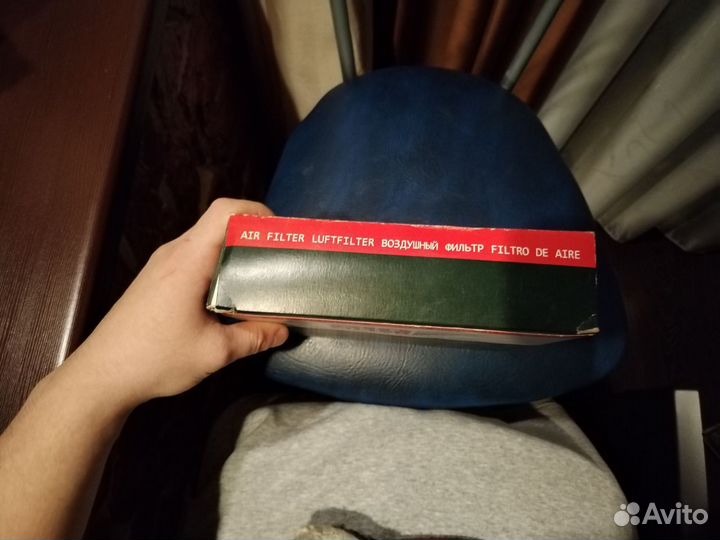 AIR FILTER LUFTFILTER ВОЗДУШНЫЙ ФИЛЬТР FILTRO DE AIRE
Avito